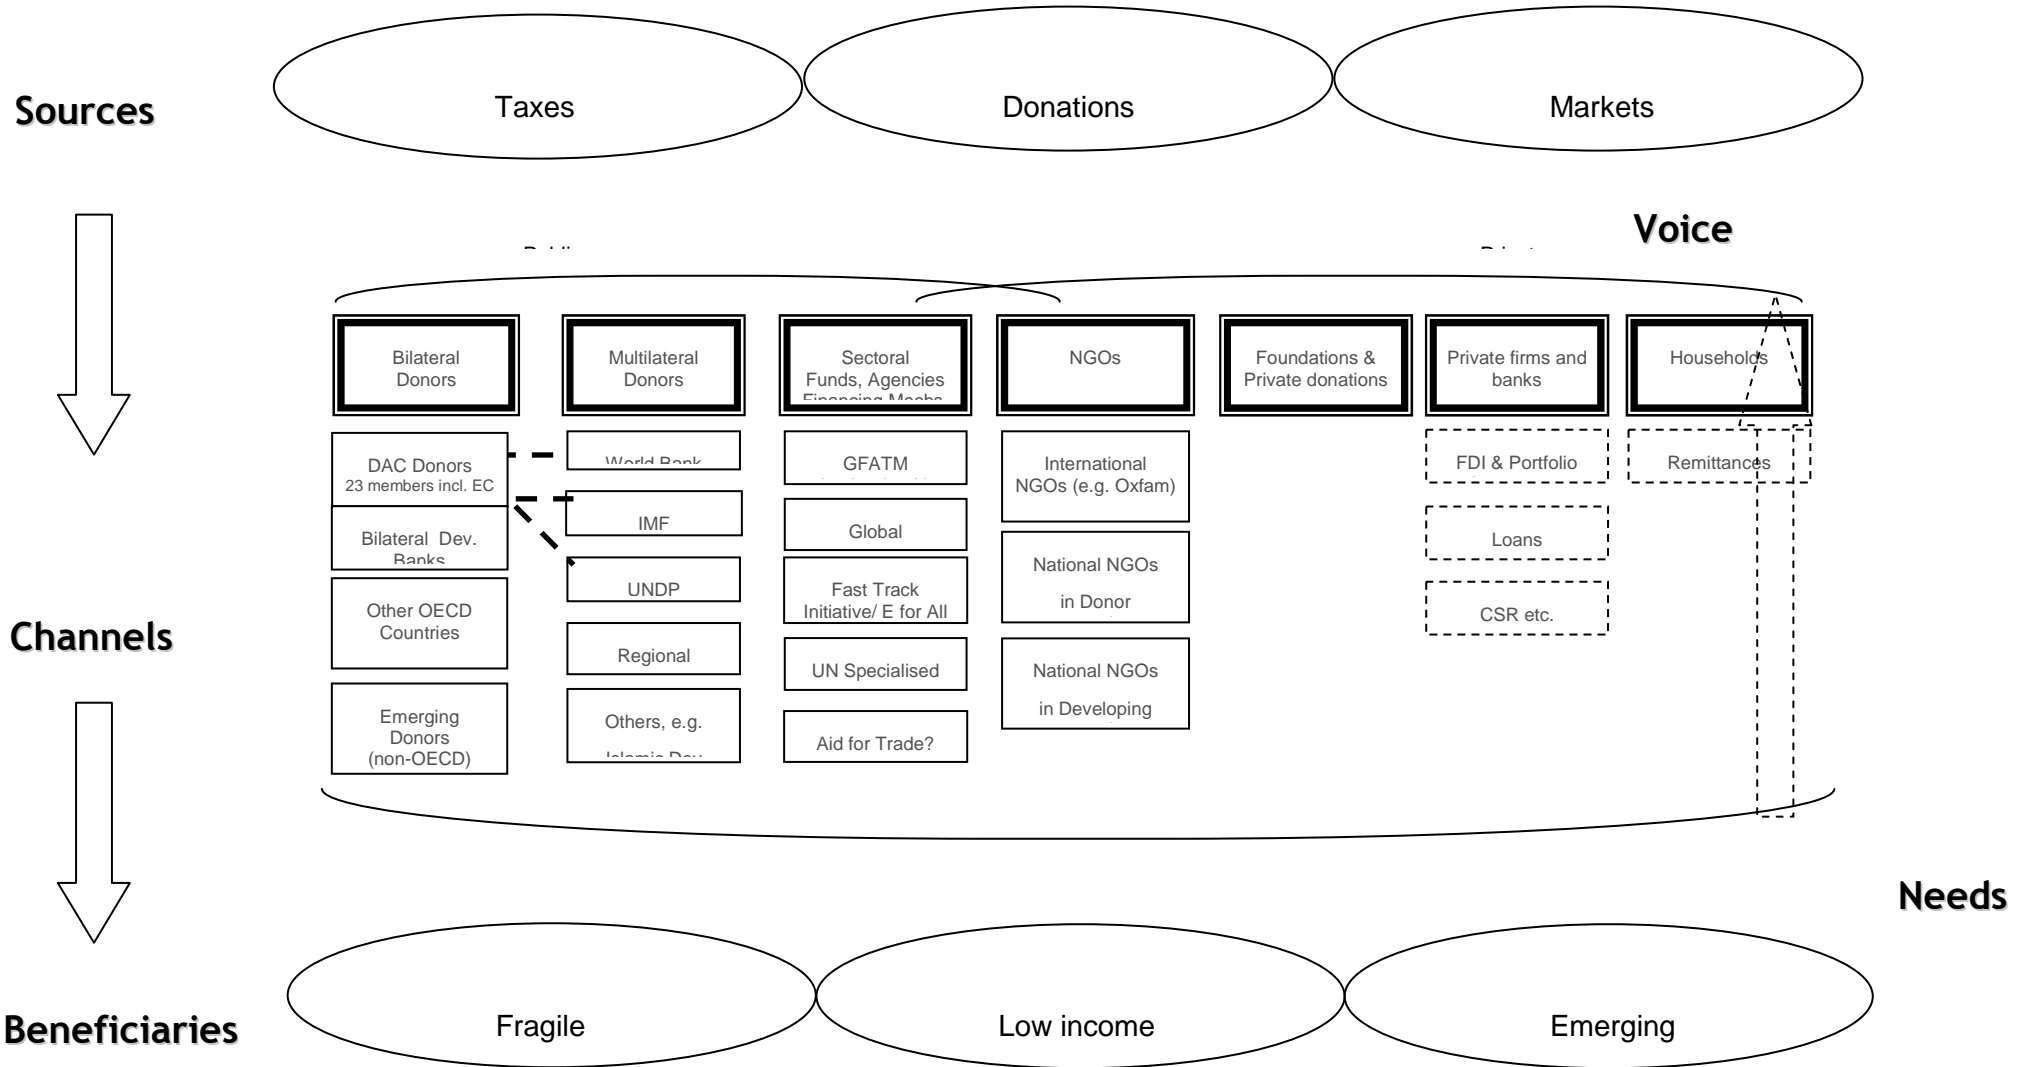 Taxes
Donations
Markets
Sources
Voice
Bilateral
Donors
Multilateral
Donors
Sectoral
Funds, Agencies
NGOs
Foundations &
Private donations
Private firms and
banks
Households
DAC Donors
23 members incl. EC
Bilateral Dev.
Banks
Other OECD
Countries
Emerging
Donors
(non-OECD)
World Bank
IMF
UNDP
Regional
Others, e.g.
GFATM
Global
Fast Track
Initiative/ E for All
UN Specialised
Aid for Trade?
International
NGOs (e.g. Oxfam)
National NGOs
in Donor
National NGOs
in Developing
FDI & Portfolio
Loans
CSR etc.
Remittances
Channels
Needs
Beneficiaries
Fragile
Low income
Emerging